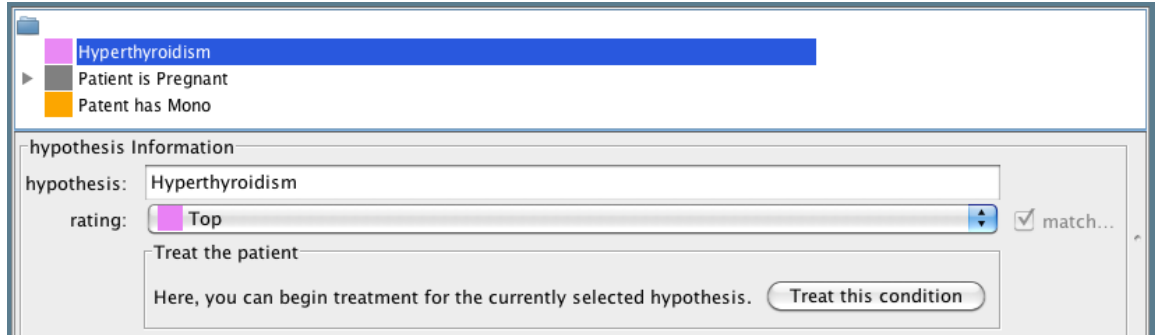 Hyperthyroidism
Patient is Pregnant
Patent has Mono
hypothesis Information
hypothesis: Hyperthyroidism
rating: Top match...
Treat the patient
Here, you can begin treatment for the currently selected hypothesis. Treat this condition